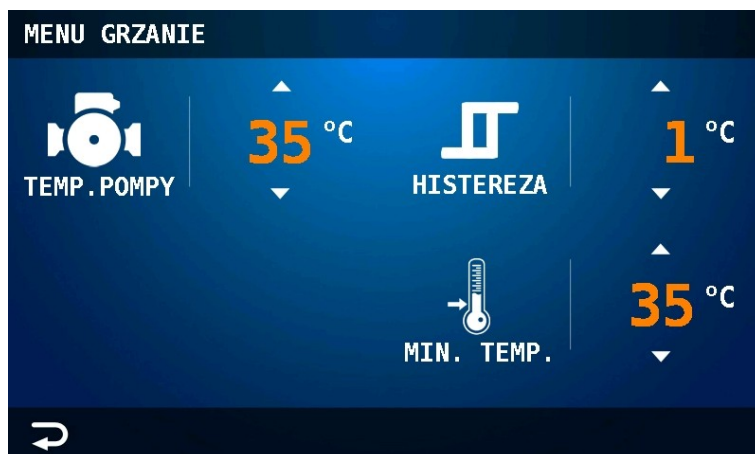 MENU GRZANIE
35 °C
TEMP.POMPY
1 °C
HISTEREZA
35 °C
MIN. TEMP.